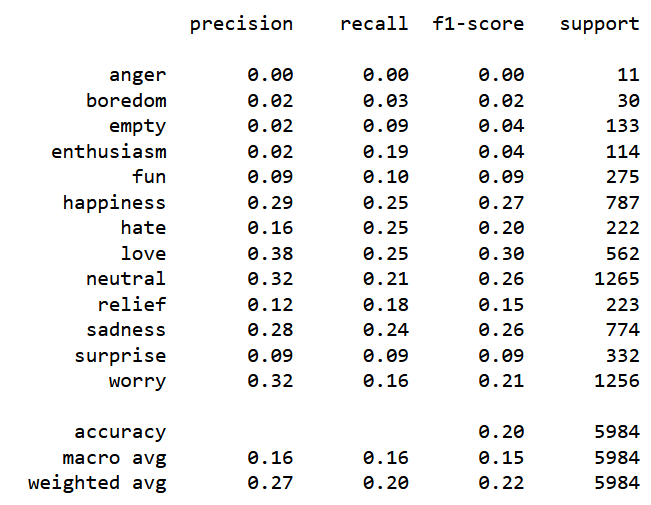 precision recall f1-score support
anger 0.00 0.00 0.00 11
boredom 0.02 0.03 0.02 30
empty 0.02 0.09 0.04 133
enthusiasm 0.02 0.19 0.04 114
fun 0.09 0.10 0.09 275
happiness 0.29 0.25 0.27 787
hate 0.16 0.25 0.20 222
love 0.38 0.25 0.30 562
neutral 0.32 0.21 0.26 1265
relief 0.12 0.18 0.15 223
sadness 0.28 0.24 0.26 774
surprise 0.09 0.09 0.09 332
worry 0.32 0.16 0.21 1256
accuracy 0.20 5984
macro avg 0.16 0.16 0.15 5984
weighted avg 0.27 0.20 0.22 5984